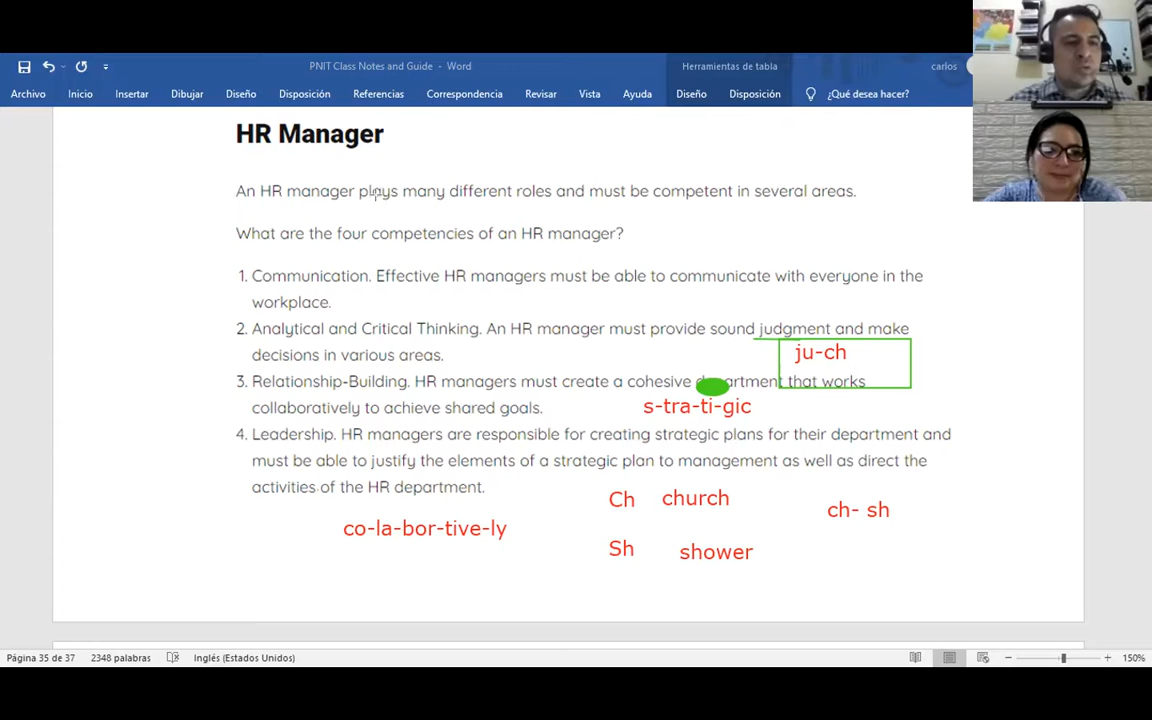 PNIT Class Notes and Guide - Word
Herramientas de tabla
carlos
Archivo Inicio Insertar Dibujar Diseño Disposición Referencias Correspondencia Revisar Vista Ayuda Diseño Disposición ¿Qué desea hacer?
HR Manager
An HR manager plays many different roles and must be competent in several areas.
What are the four competencies of an HR manager?
1. Communication. Effective HR managers must be able to communicate with everyone in the
workplace.
2. Analytical and Critical Thinking. An HR manager must provide sound judgment and make
decisions in various areas.
ju-ch
3. Relationship-Building. HR managers must create a cohesive department that works
collaboratively to achieve shared goals.
s-tra-ti-gic
4. Leadership. HR managers are responsible for creating strategic plans for their department and
must be able to justify the elements of a strategic plan to management as well as direct the
activities of the HR department.
Ch church
ch- sh
co-la-bor-tive-ly
Sh shower
Página 35 de 37 2348 palabras Inglés (Estados Unidos) 150%